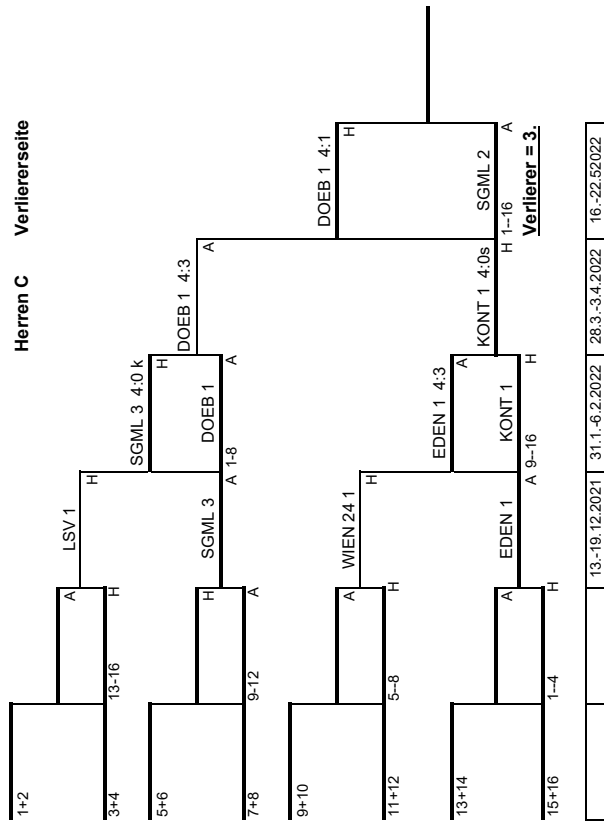 Herren C Verliererseite
1+2
3+4
5+6
7+8
9+10
11+12
13+14
15+16
13-16
9-12
5--8
1--4
A
H
H
A
A
H
A
H
LSV 1
SGML 3
WIEN 24 1
EDEN 1
H
A 1-8
H
A 9--16
SGML 3 4:0 k
DOEB 1
EDEN 1 4:3
KONT 1
H
A
A
H
DOEB 1 4:3
KONT 1 4:0s
A
H 1--16
DOEB 1 4:1
SGML 2
H
A
Verlierer = 3.
13.-19.12.2021
31.1.-6.2.2022
28.3.-3.4.2022
16.-22.52022